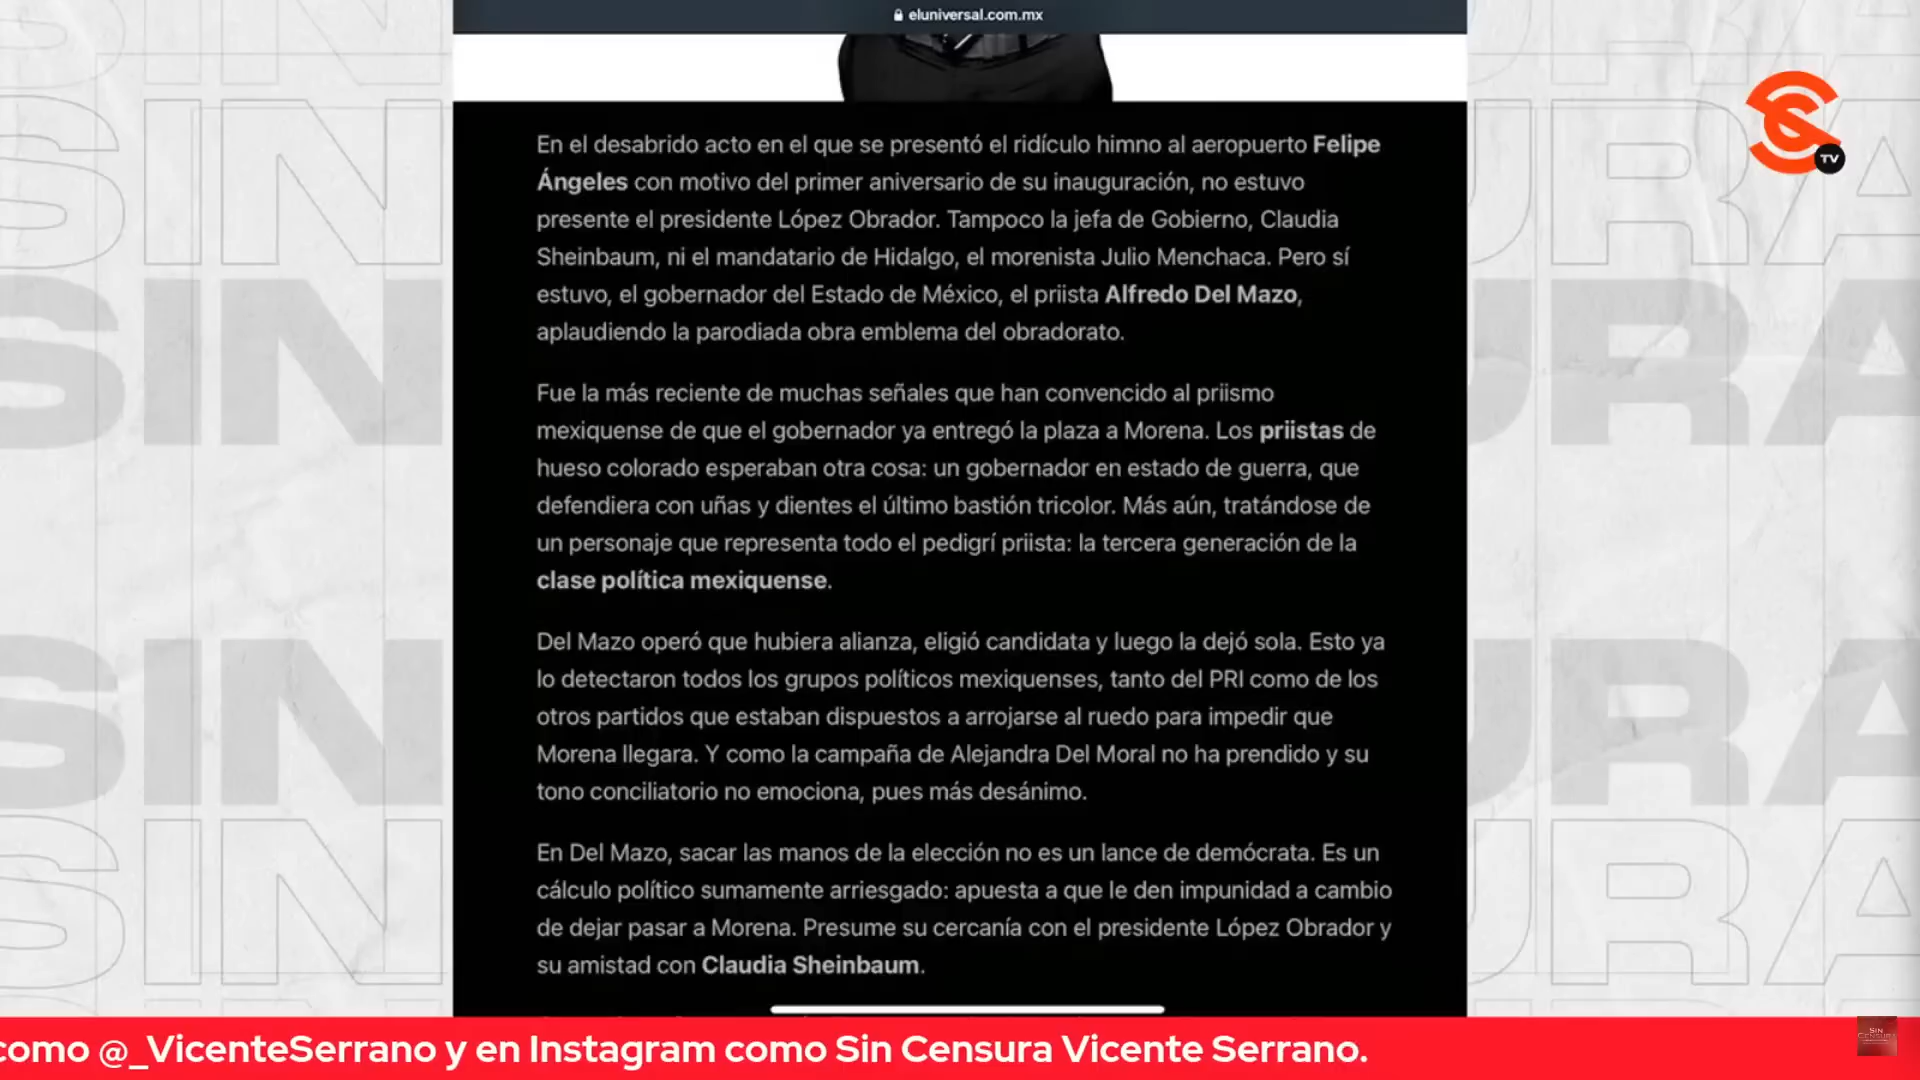 eluniversal.com.mx
En el desabrido acto en el que se presentó el ridículo himno al aeropuerto Felipe
Ángeles con motivo del primer aniversario de su inauguración, no estuvo
presente el presidente López Obrador. Tampoco la jefa de Gobierno, Claudia
Sheinbaum, ni el mandatario de Hidalgo, el morenista Julio Menchaca. Pero sí
estuvo, el gobernador del Estado de México, el priista Alfredo Del Mazo,
aplaudiendo la parodiada obra emblema del obradorato.
Fue la más reciente de muchas señales que han convencido al priismo
mexiquense de que el gobernador ya entregó la plaza a Morena. Los priistas de
hueso colorado esperaban otra cosa: un gobernador en estado de guerra, que
defendiera con uñas y dientes el último bastión tricolor. Más aún, tratándose de
un personaje que representa todo el pedigrí priista: la tercera generación de la
clase política mexiquense.
Del Mazo operó que hubiera alianza, eligió candidata y luego la dejó sola. Esto ya
lo detectaron todos los grupos políticos mexiquenses, tanto del PRI como de los
otros partidos que estaban dispuestos a arrojarse al ruedo para impedir que
Morena llegara. Y como la campaña de Alejandra Del Moral no ha prendido y su
tono conciliatorio no emociona, pues más desánimo.
En Del Mazo, sacar las manos de la elección no es un lance de demócrata. Es un
cálculo político sumamente arriesgado: apuesta a que le den impunidad a cambio
de dejar pasar a Morena. Presume su cercanía con el presidente López Obrador y
su amistad con Claudia Sheinbaum.
TV
SIN
SIN
SIN
SIN
SIN
URA
URA
URA
URA
URA
como @_VicenteSerrano y en Instagram como Sin Censura Vicente Serrano.